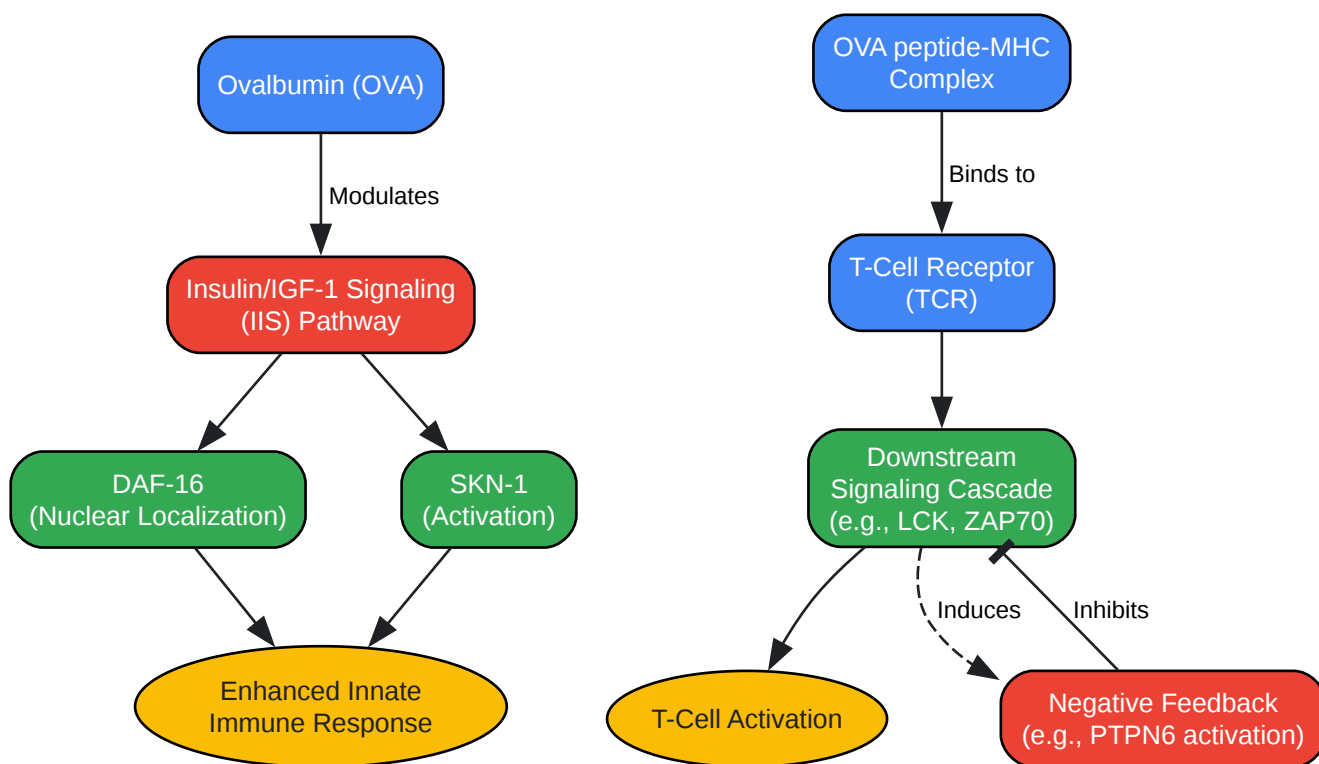 Ovalbumin (OVA)
Modulates
Insulin/IGF-1 Signaling
(IIS) Pathway
DAF-16
(Nuclear Localization)
SKN-1
(Activation)
Enhanced Innate
Immune Response
OVA peptide-MHC
Complex
Binds to
T-Cell Receptor
(TCR)
Downstream
Signaling Cascade
(e.g., LCK, ZAP70)
Induces
Inhibits
T-Cell Activation
Negative Feedback
(e.g., PTPN6 activation)